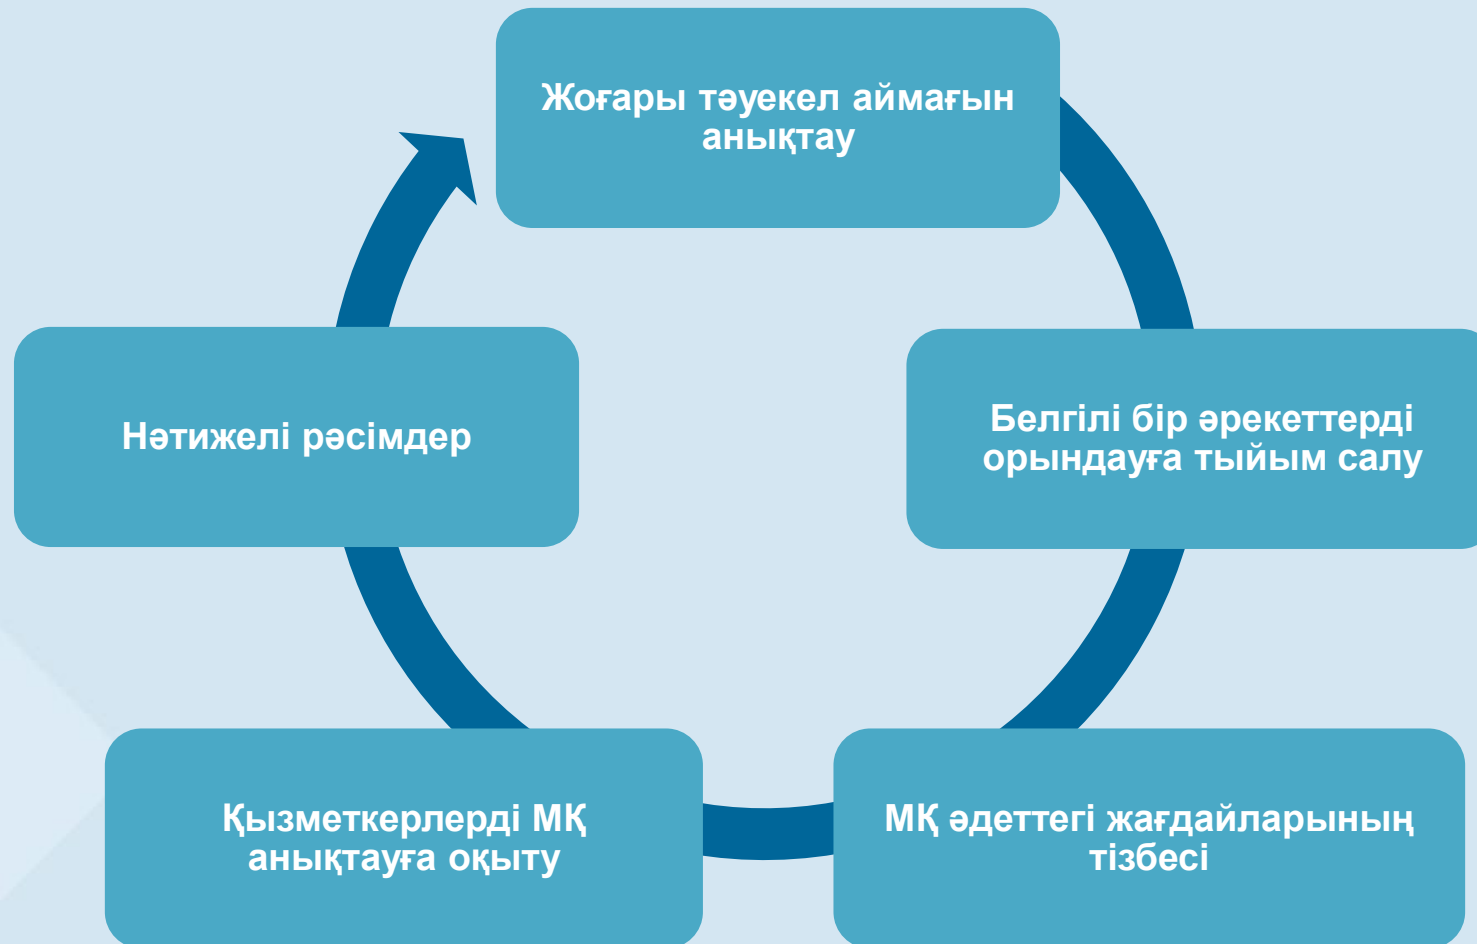 Жоғары тәуекел аймағын
анықтау
Белгілі бір әрекеттерді
орындауға тыйым салу
МҚ әдеттегі жағдайларының
тізбесі
Қызметкерлерді МҚ
анықтауға оқыту
Нәтижелі рәсімдер